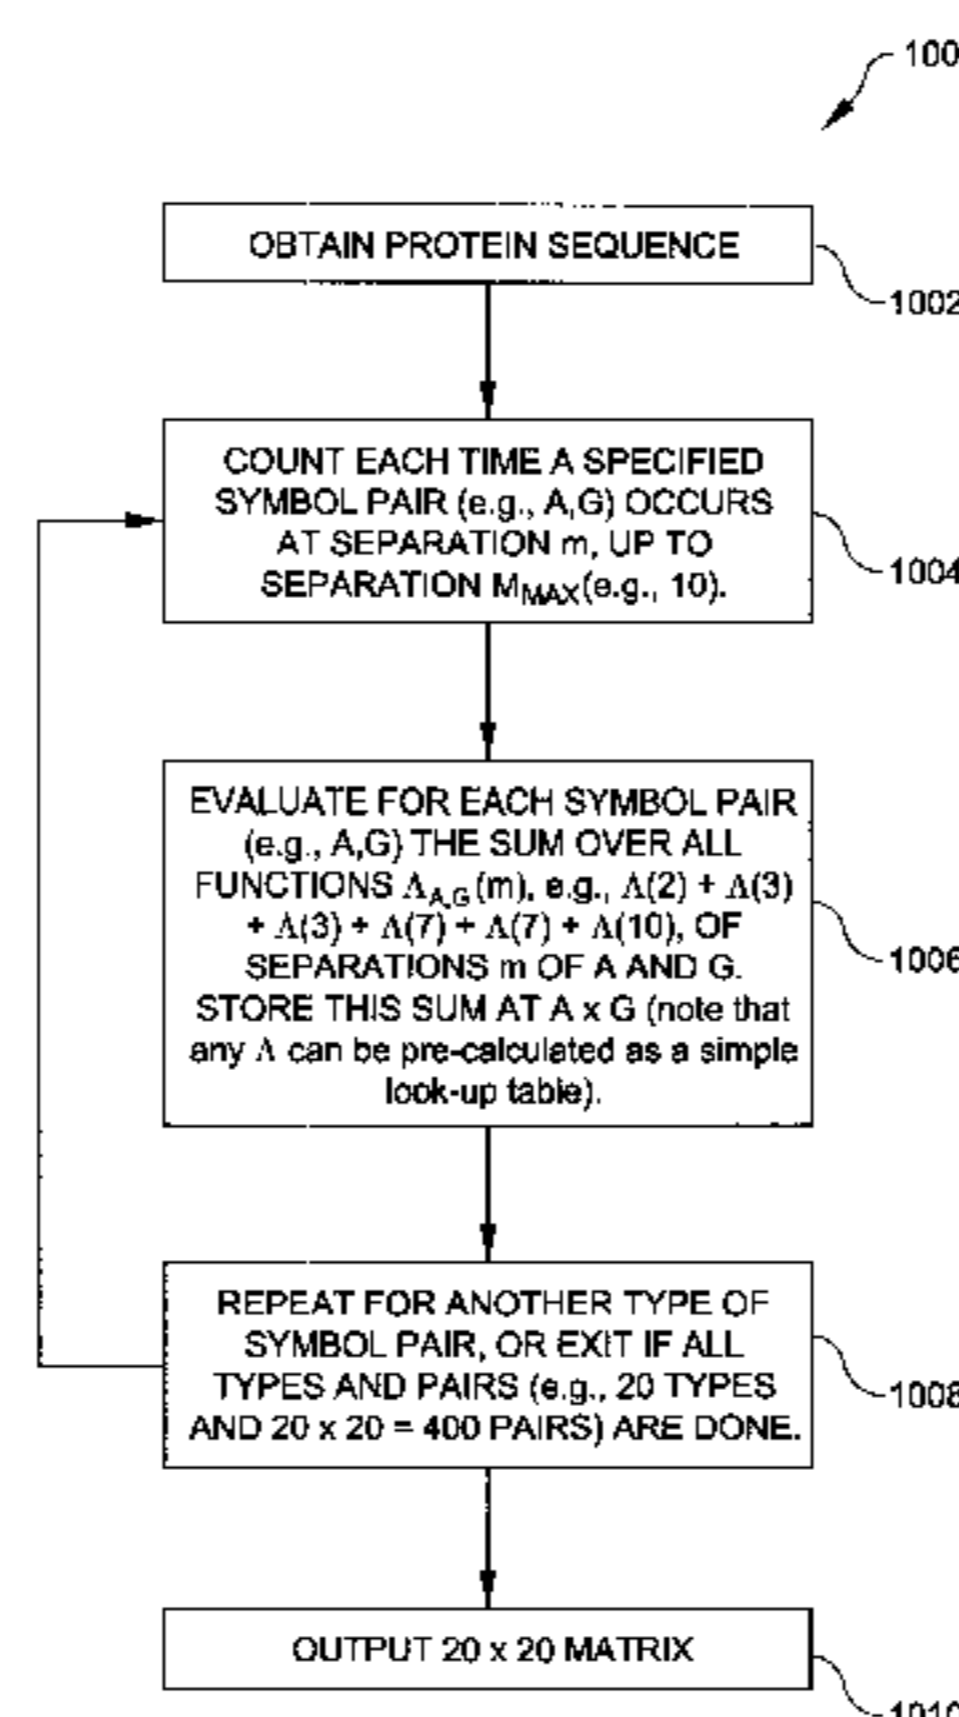 100
OBTAIN PROTEIN SEQUENCE
1002
COUNT EACH TIME A SPECIFIED
SYMBOL PAIR (e.g., A,G) OCCURS
AT SEPARATION m, UP TO
SEPARATION MMAX(e.g., 10).
1004
EVALUATE FOR EACH SYMBOL PAIR
(e.g., A,G) THE SUM OVER ALL
FUNCTIONS ΛA,G(m), e.g., Λ(2) + Λ(3)
+ Λ(3) + Λ(7) + Λ(7) + Λ(10), OF
SEPARATIONS m OF A AND G.
STORE THIS SUM AT A x G (note that
any Λ can be pre-calculated as a simple
look-up table).
1006
REPEAT FOR ANOTHER TYPE OF
SYMBOL PAIR, OR EXIT IF ALL
TYPES AND PAIRS (e.g., 20 TYPES
AND 20 x 20 = 400 PAIRS) ARE DONE.
1008
OUTPUT 20 x 20 MATRIX
1010